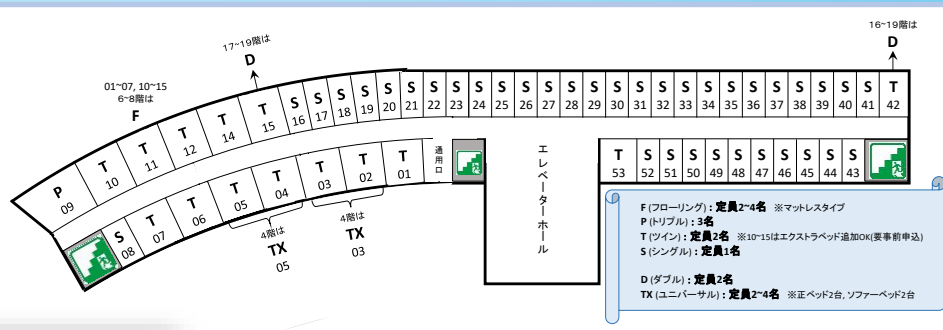 16~19階は
D
17~19階は
D
01~07, 10~15
6~8階は
F
P
09
T
10
T
11
T
12
T
14
T
15
S
16
S
17
S
18
S
19
S
20
S
21
S
22
S
23
S
24
S
25
S
26
S
27
S
28
S
29
S
30
S
31
S
32
S
33
S
34
S
35
S
36
S
37
S
38
S
39
S
40
S
41
T
42
S
08
T
07
T
06
T
05
T
04
T
03
T
02
T
01
通用口
エレベーターホール
T
53
S
52
S
51
S
50
S
49
S
48
S
47
S
46
S
45
S
44
S
43
4階は
TX
05
4階は
TX
03
F (フローリング) : 定員2~4名 ※マットレスタイプ
P (トリプル) : 3名
T (ツイン) : 定員2名 ※10~15はエクストラベッド追加OK(要事前申込)
S (シングル) : 定員1名
D (ダブル) : 定員2名
TX (ユニバーサル) : 定員2~4名 ※正ベッド2台, ソファーベッド2台